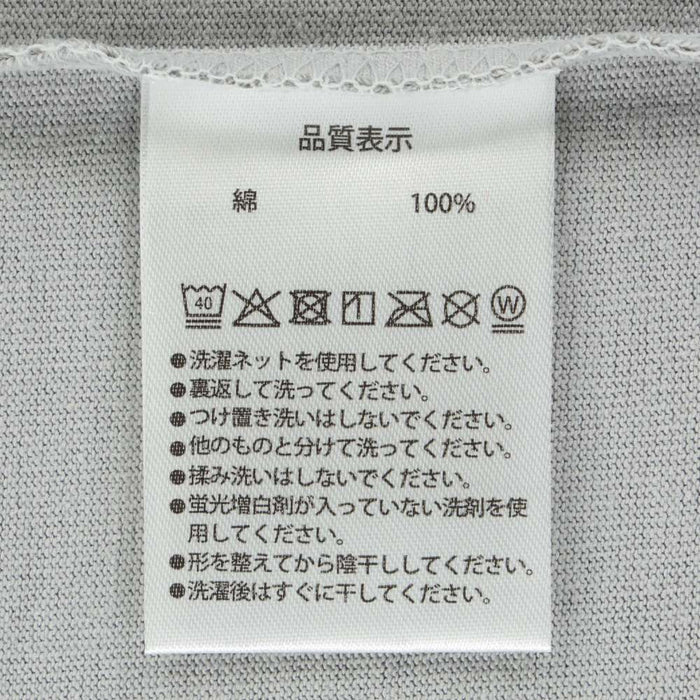 品質表示
綿 100%
40 W
●洗濯ネットを使用してください。
●裏返して洗ってください。
●つけ置き洗いはしないでください。
●他のものと分けて洗ってください。
●揉み洗いはしないでください。
●蛍光増白剤が入っていない洗剤を使
用してください。
●形を整えてから陰干ししてください。
●洗濯後はすぐに干してください。